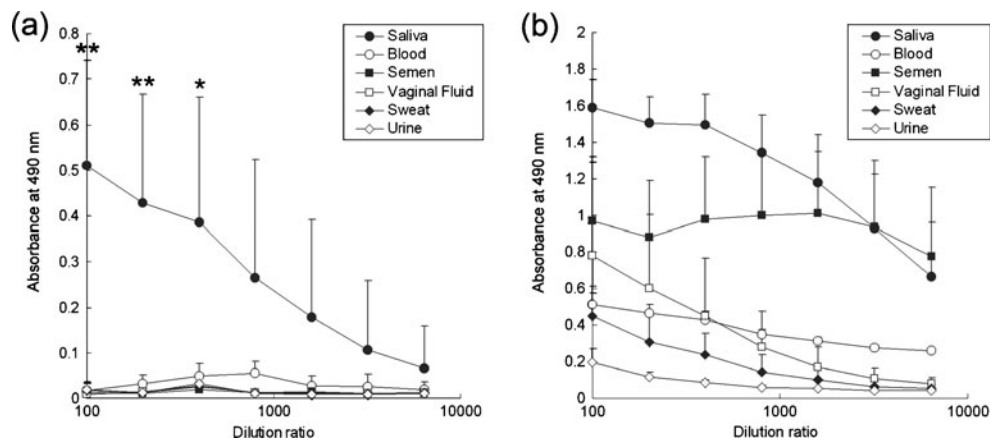 (a)
0.8
**
0.7
**
*
0.6
0.5
0.4
0.3
0.2
0.1
0
Absorbance at 490 nm
100
1000
10000
Dilution ratio
Saliva
Blood
Semen
Vaginal Fluid
Sweat
Urine
(b)
2
1.8
1.6
1.4
1.2
1
0.8
0.6
0.4
0.2
0
Absorbance at 490 nm
100
1000
10000
Dilution ratio
Saliva
Blood
Semen
Vaginal Fluid
Sweat
Urine